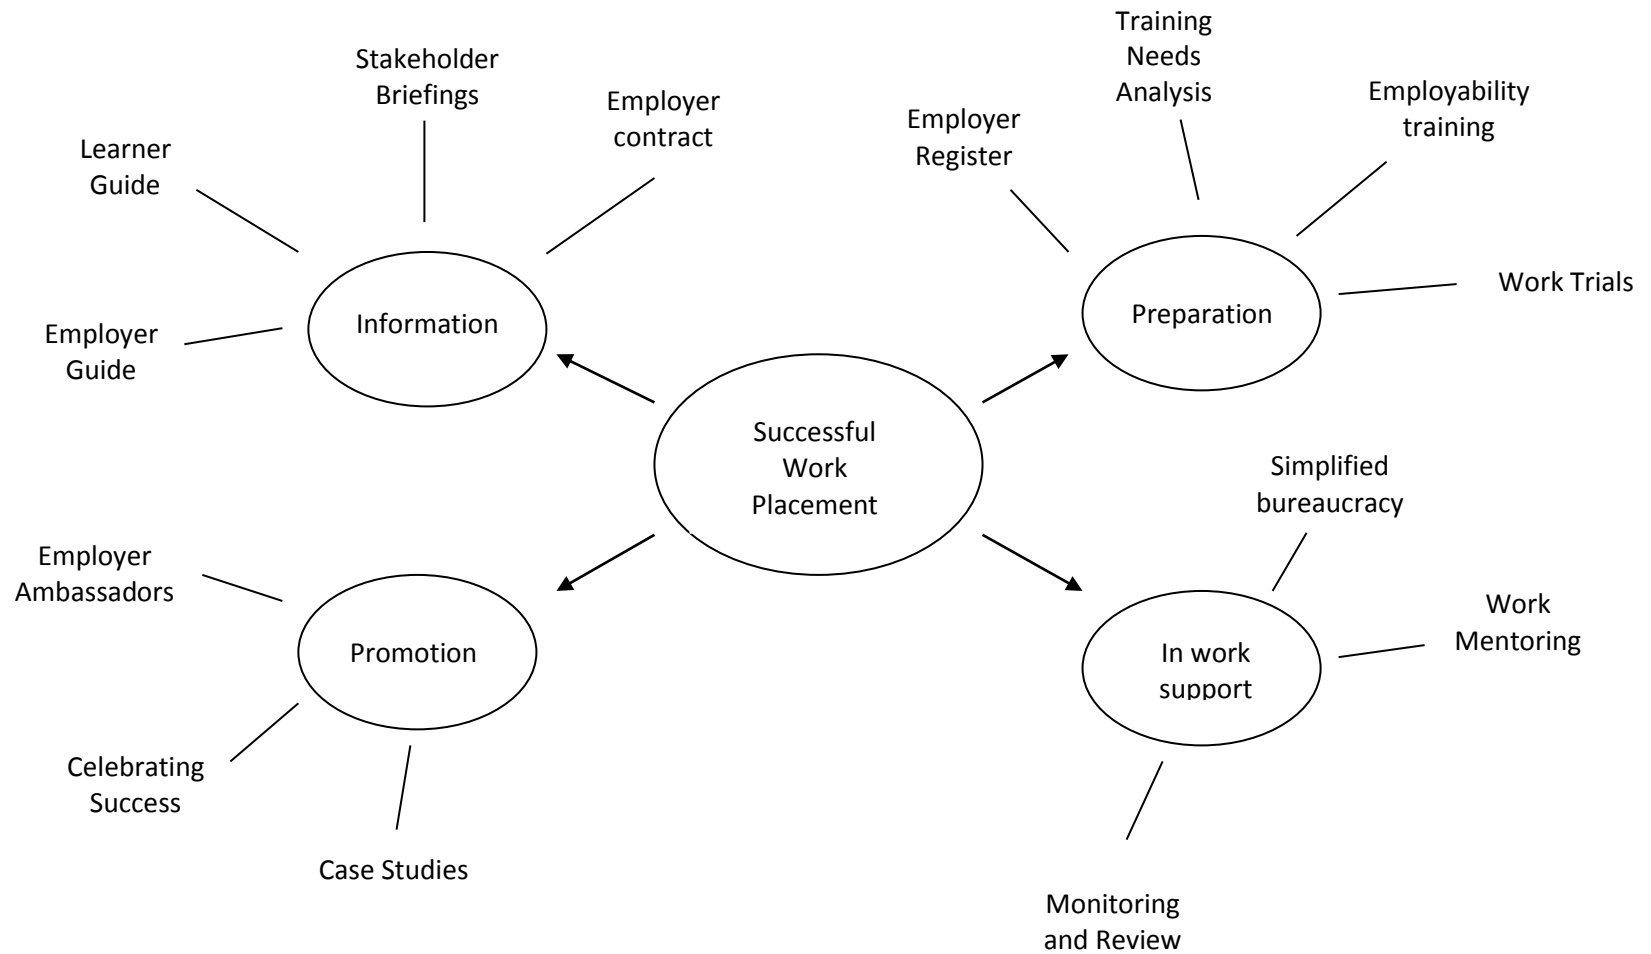 Stakeholder
Briefings
Employer
contract
Learner
Guide
Employer
Guide
Information
Training
Needs
Analysis
Employer
Register
Employability
training
Work Trials
Preparation
Successful
Work
Placement
Employer
Ambassadors
Promotion
Celebrating
Success
Case Studies
Simplified
bureaucracy
Work
Mentoring
In work
support
Monitoring
and Review